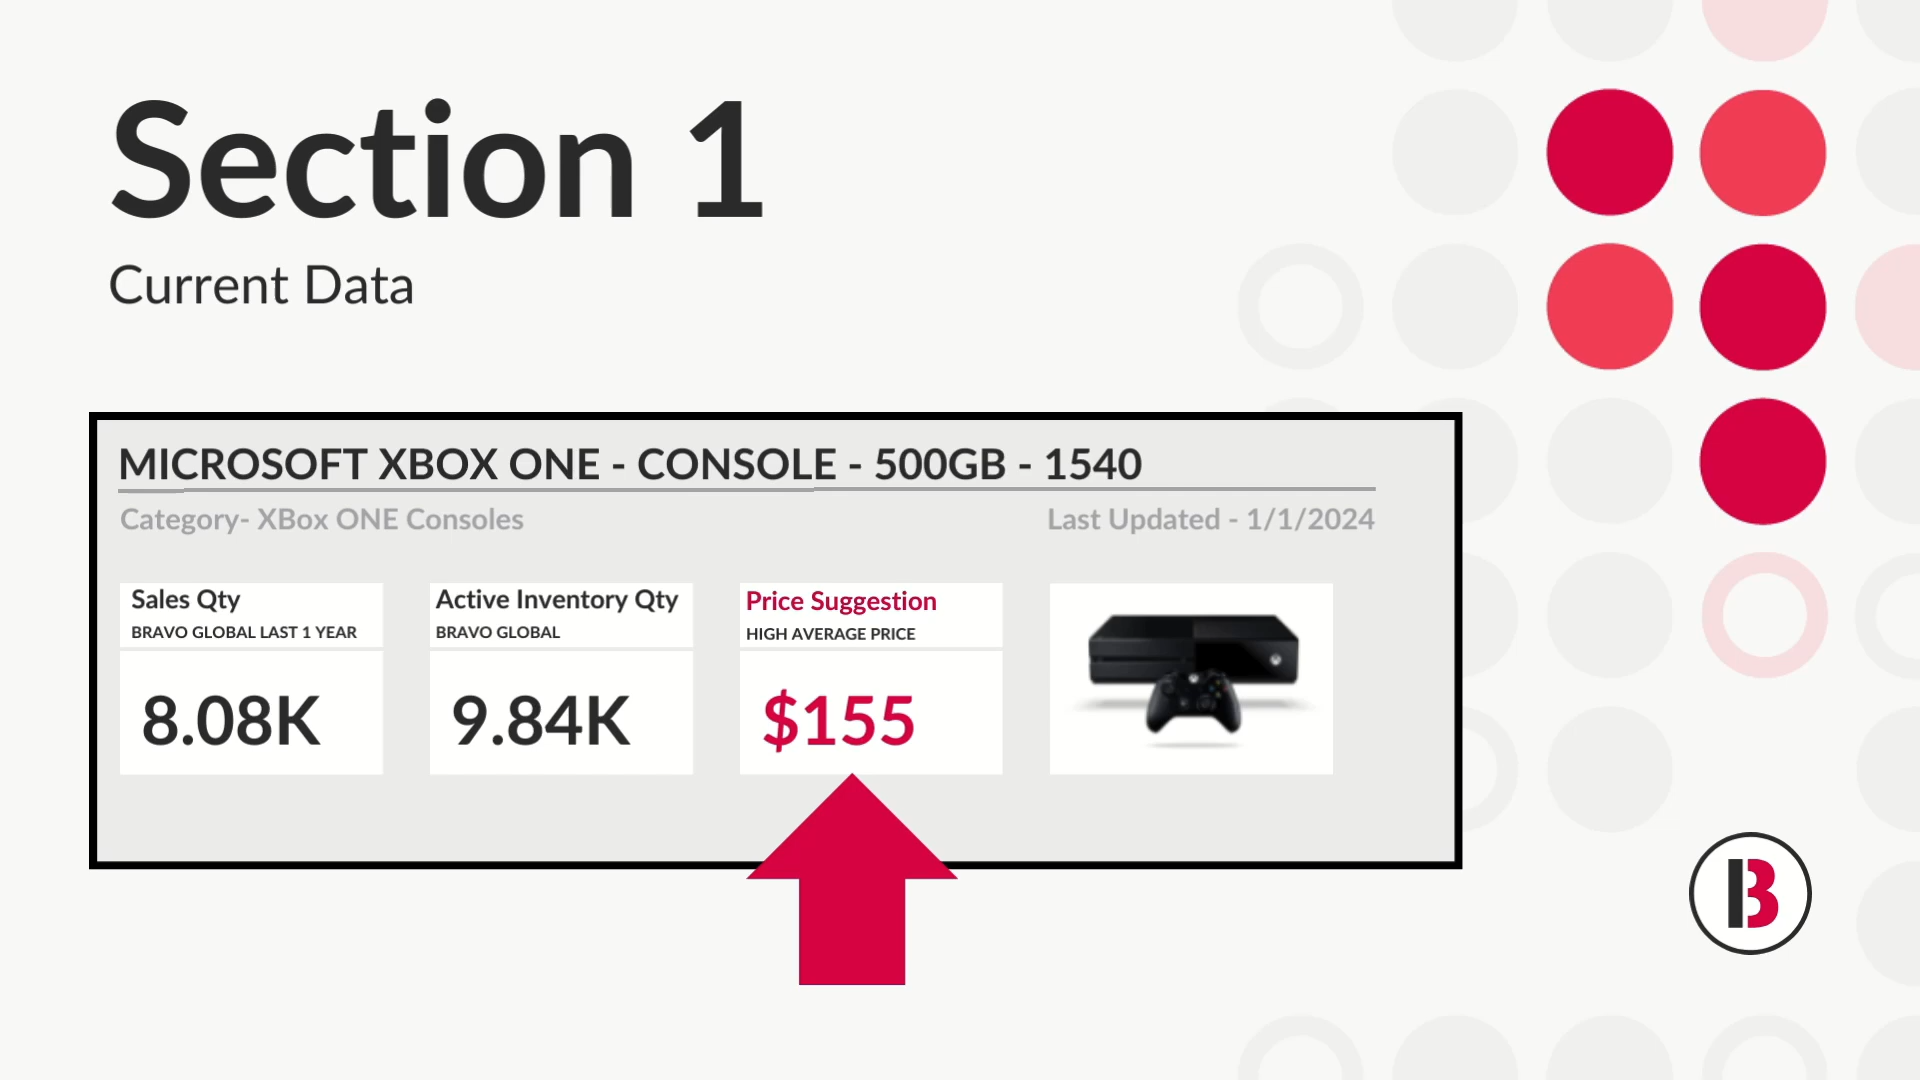 Section 1
Current Data
MICROSOFT XBOX ONE - CONSOLE - 500GB - 1540
Category- XBox ONE Consoles
Last Updated - 1/1/2024
Sales Qty
BRAVO GLOBAL LAST 1 YEAR
8.08K
Active Inventory Qty
BRAVO GLOBAL
9.84K
Price Suggestion
HIGH AVERAGE PRICE
$155
B